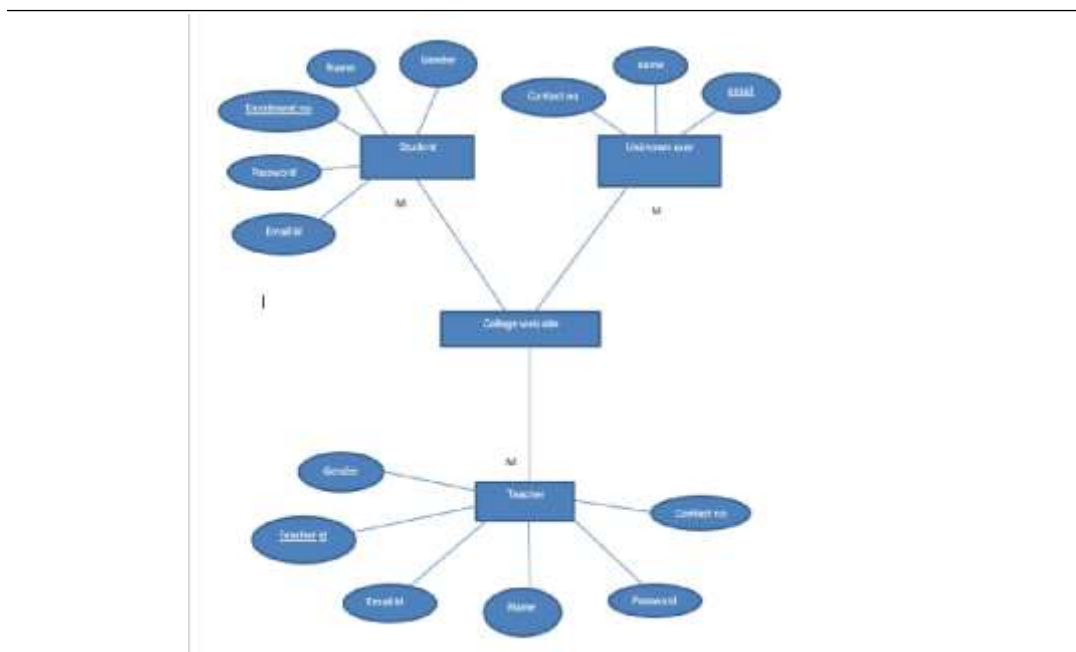 Name
Gender
Enrollment no
Student
Password
Email id
M
Contact no
name
email
Unknown user
M
College web site
M
Teacher
Gender
Teacher id
Email id
Name
Password
Contact no